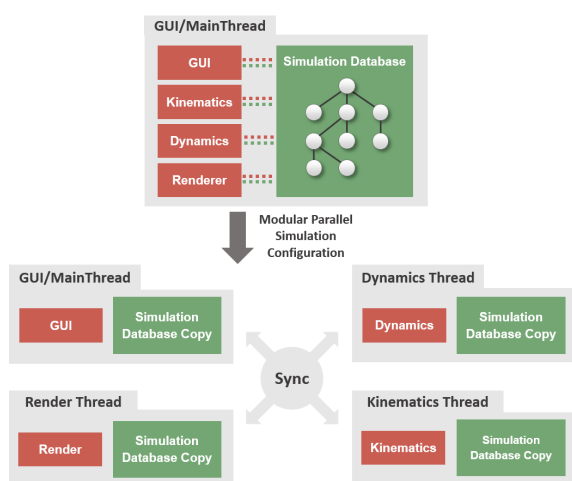 GUI/MainThread
GUI
Simulation Database
Kinematics
Dynamics
Renderer
Modular Parallel
Simulation
Configuration
GUI/MainThread
GUI
Simulation
Database Copy
Dynamics Thread
Dynamics
Simulation
Database Copy
Sync
Render Thread
Render
Simulation
Database Copy
Kinematics Thread
Kinematics
Simulation
Database Copy